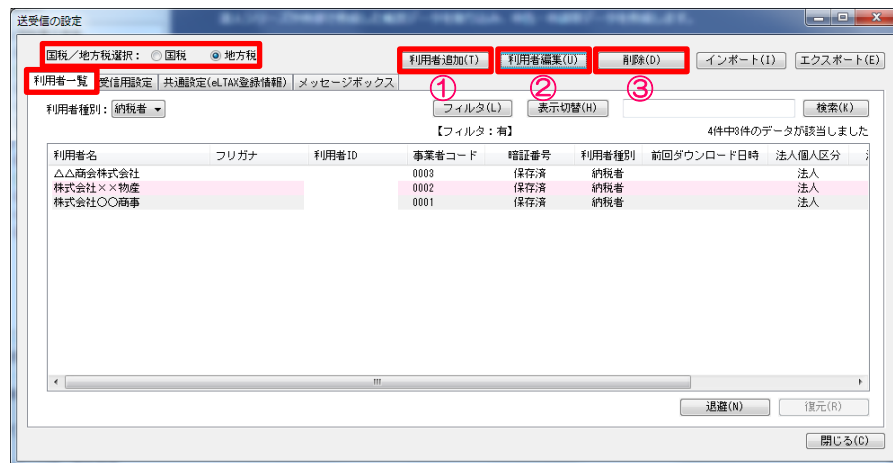 送受信の設定
国税/地方税選択： 国税 地方税
利用者追加(T) 利用者編集(U) 削除(D) インポート(I) エクスポート(E)
① ② ③
利用者一覧 受信用設定 共通設定(eLTAX登録情報) メッセージボックス
利用者種別： 納税者 フィルタ(L) 表示切替(H) 検索(K)
【フィルタ：有】 4件中3件のデータが該当しました
利用者名 フリガナ 利用者ID 事業者コード 暗証番号 利用者種別 前回ダウンロード日時 法人個人区分
△△商会株式会社 0003 保存済 納税者 法人
株式会社××物産 0002 保存済 納税者 法人
株式会社〇〇商事 0001 保存済 納税者 法人
退避(N) 復元(R)
閉じる(C)